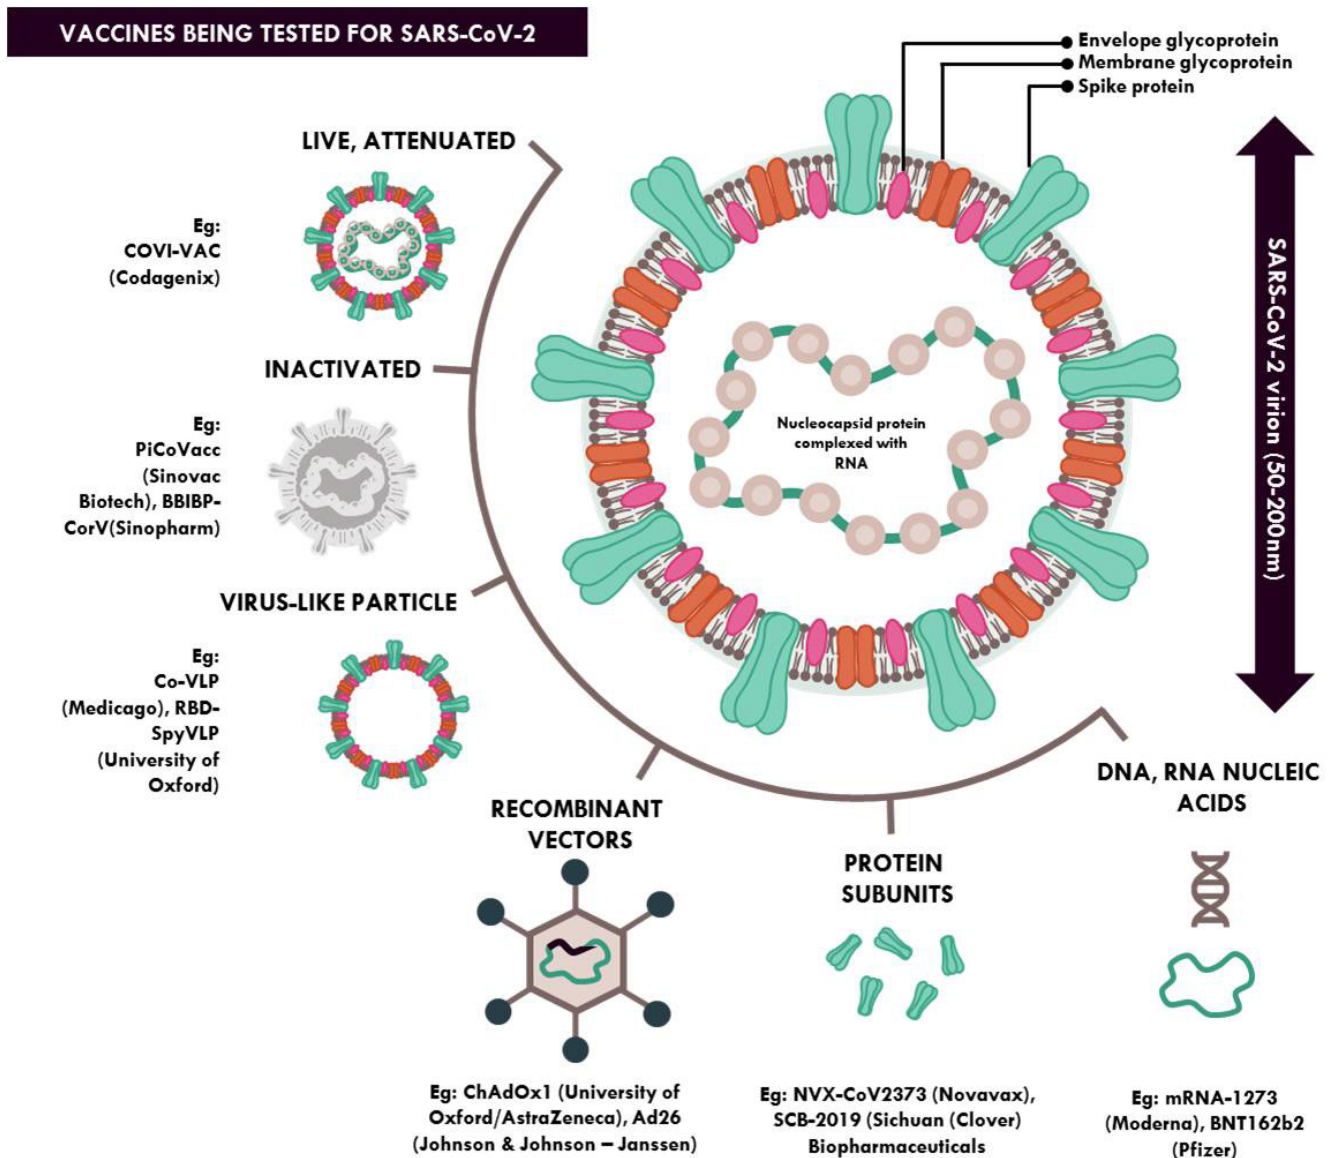 VACCINES BEING TESTED FOR SARS-CoV-2
Envelope glycoprotein
Membrane glycoprotein
Spike protein
SARS-CoV-2 virion (50-200nm)
Nucleocapsid protein
complexed with
RNA
LIVE, ATTENUATED
Eg:
COVI-VAC
(Codagenix)
INACTIVATED
Eg:
PiCoVacc
(Sinovac
Biotech), BBIBP-
CorV(Sinopharm)
VIRUS-LIKE PARTICLE
Eg:
Co-VLP
(Medicago), RBD-
SpyVLP
(University of
Oxford)
RECOMBINANT
VECTORS
Eg: ChAdOx1 (University of
Oxford/AstraZeneca), Ad26
(Johnson & Johnson – Janssen)
PROTEIN
SUBUNITS
Eg: NVX-CoV2373 (Novavax),
SCB-2019 (Sichuan (Clover)
Biopharmaceuticals
DNA, RNA NUCLEIC
ACIDS
Eg: mRNA-1273
(Moderna), BNT162b2
(Pfizer)